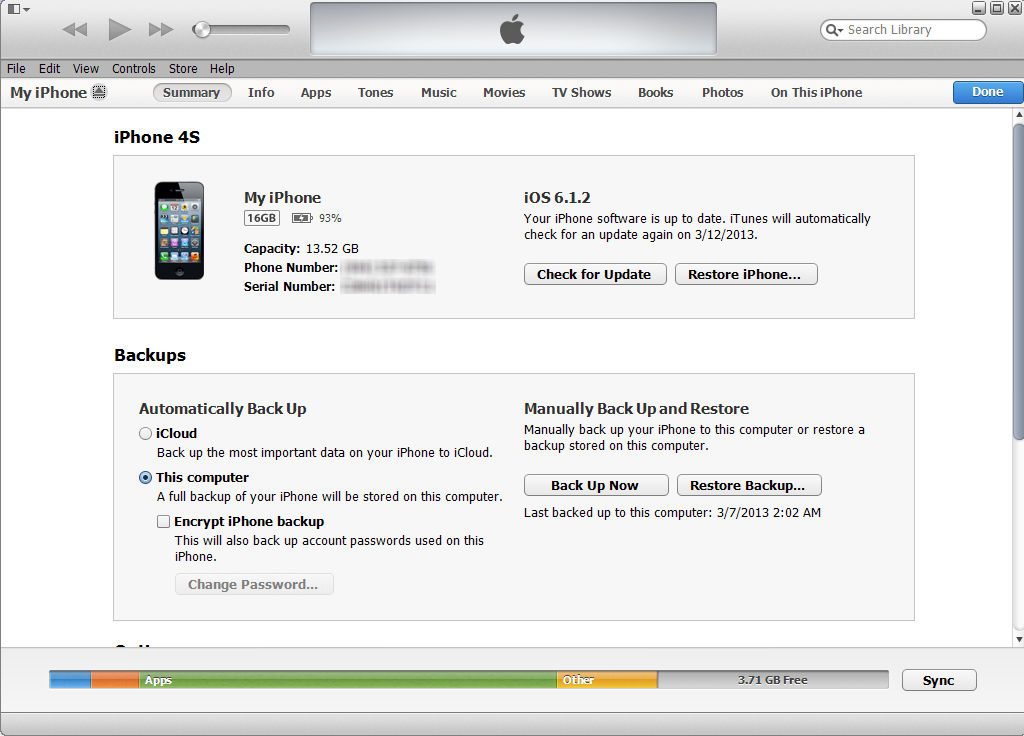 Search Library
File Edit View Controls Store Help
My iPhone Summary Info Apps Tones Music Movies TV Shows Books Photos On This iPhone Done
iPhone 4S
My iPhone
16GB 93%
Capacity: 13.52 GB
Phone Number:
Serial Number:
iOS 6.1.2
Your iPhone software is up to date. iTunes will automatically
check for an update again on 3/12/2013.
Check for Update Restore iPhone...
Backups
Automatically Back Up
iCloud
Back up the most important data on your iPhone to iCloud.
This computer
A full backup of your iPhone will be stored on this computer.
Encrypt iPhone backup
This will also back up account passwords used on this
iPhone.
Change Password...
Manually Back Up and Restore
Manually back up your iPhone to this computer or restore a
backup stored on this computer.
Back Up Now Restore Backup...
Last backed up to this computer: 3/7/2013 2:02 AM
Apps Other 3.71 GB Free Sync